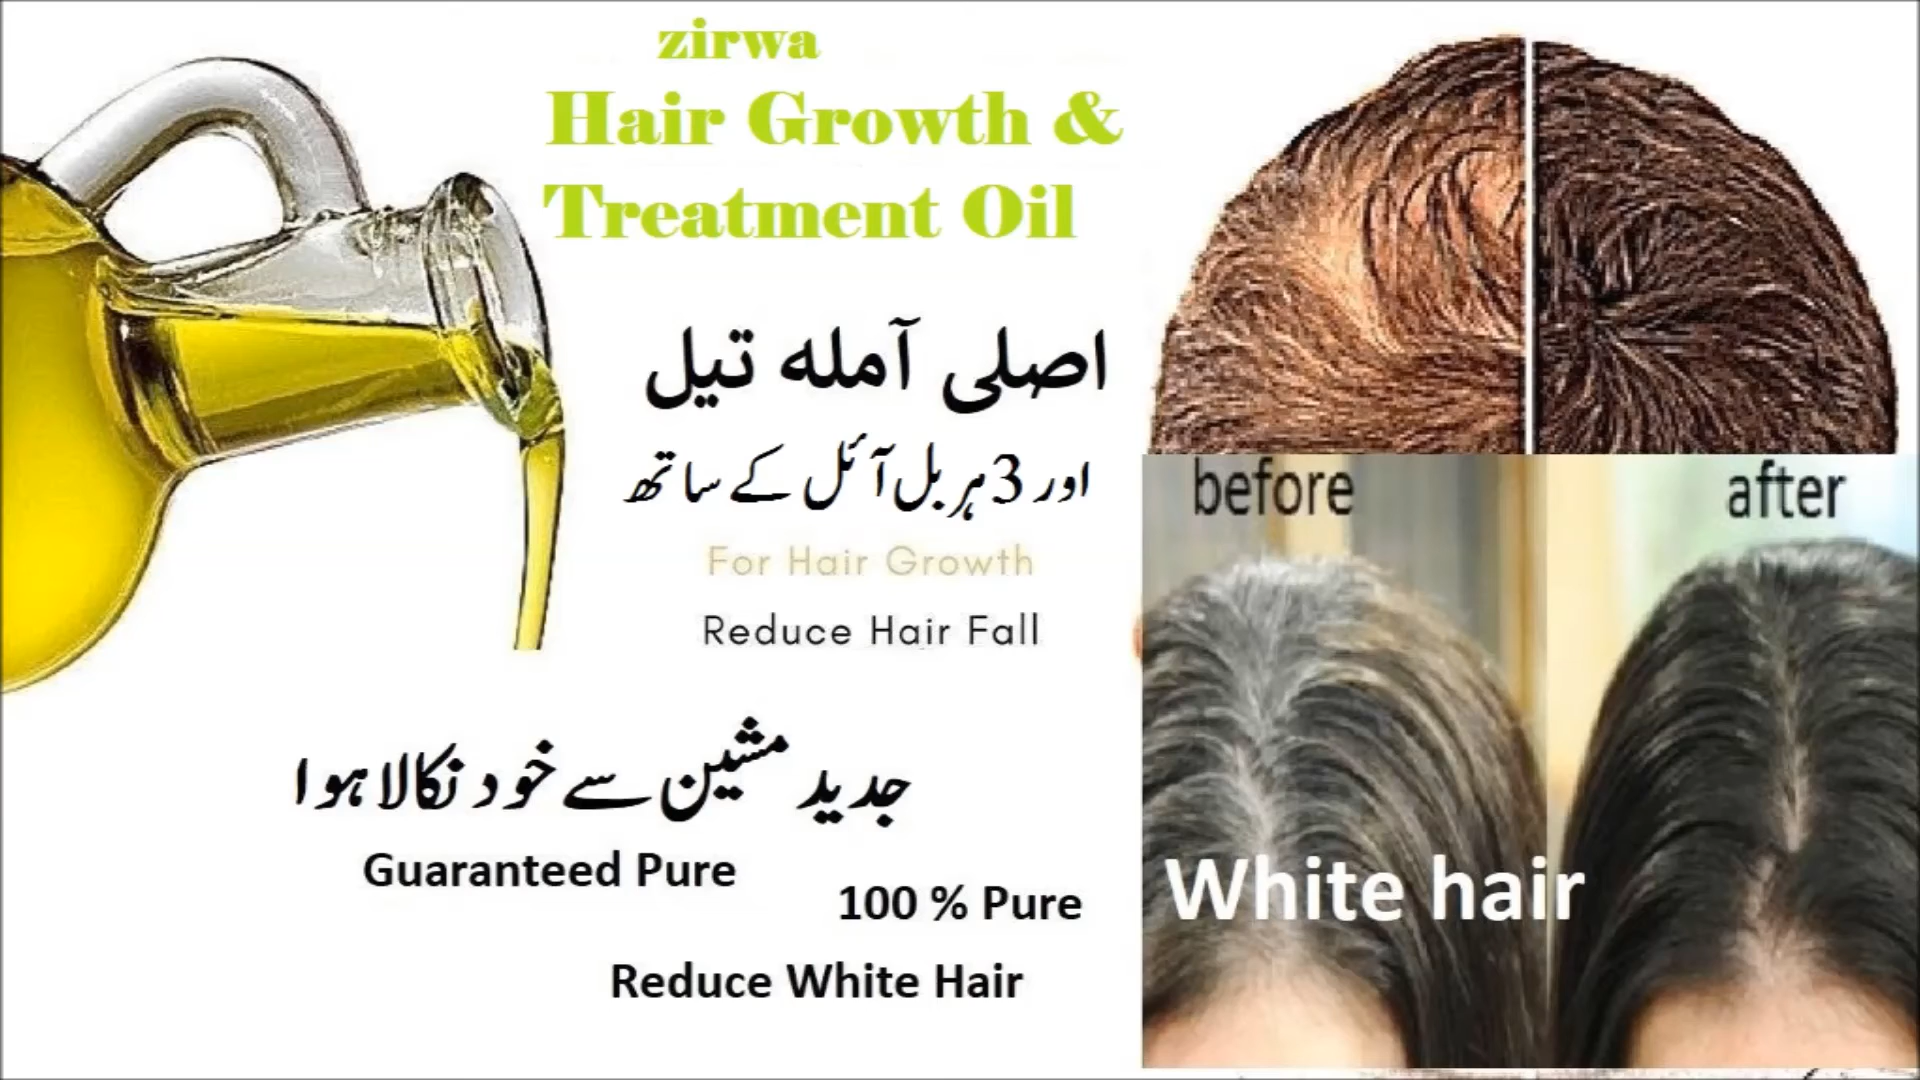 zirwa
Hair Growth &
Treatment Oil
اصلی آملہ تیل
اور 3 ہربل آئل کے ساتھ
For Hair Growth
Reduce Hair Fall
جدید مشین سے خود نکالا ہوا
Guaranteed Pure
100 % Pure
Reduce White Hair
before
after
White hair